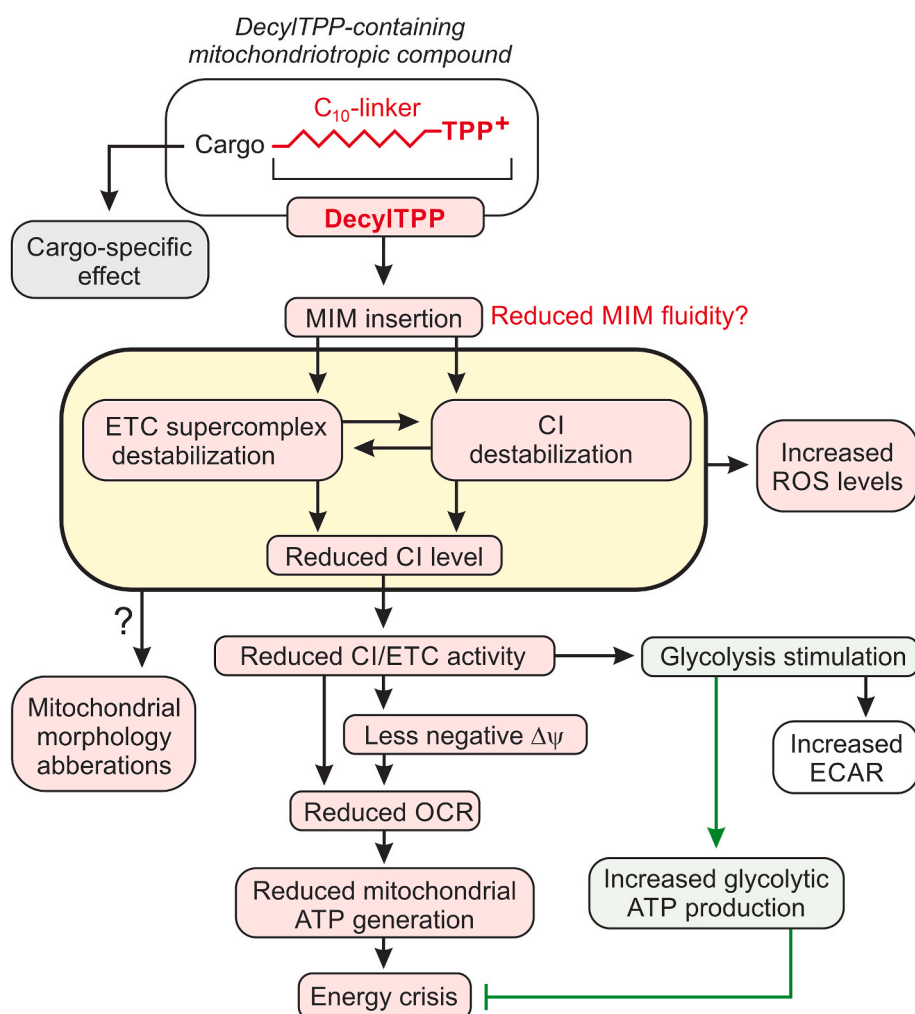 DecylTPP-containing
mitochondriotropic compound
C10-linker
Cargo
TPP+
DecylTPP
Cargo-specific
effect
MIM insertion
Reduced MIM fluidity?
ETC supercomplex
destabilization
CI
destabilization
Increased
ROS levels
Reduced CI level
?
Reduced CI/ETC activity
Glycolysis stimulation
Mitochondrial
morphology
abberations
Less negative Δψ
Increased
ECAR
Reduced OCR
Reduced mitochondrial
ATP generation
Increased glycolytic
ATP production
Energy crisis